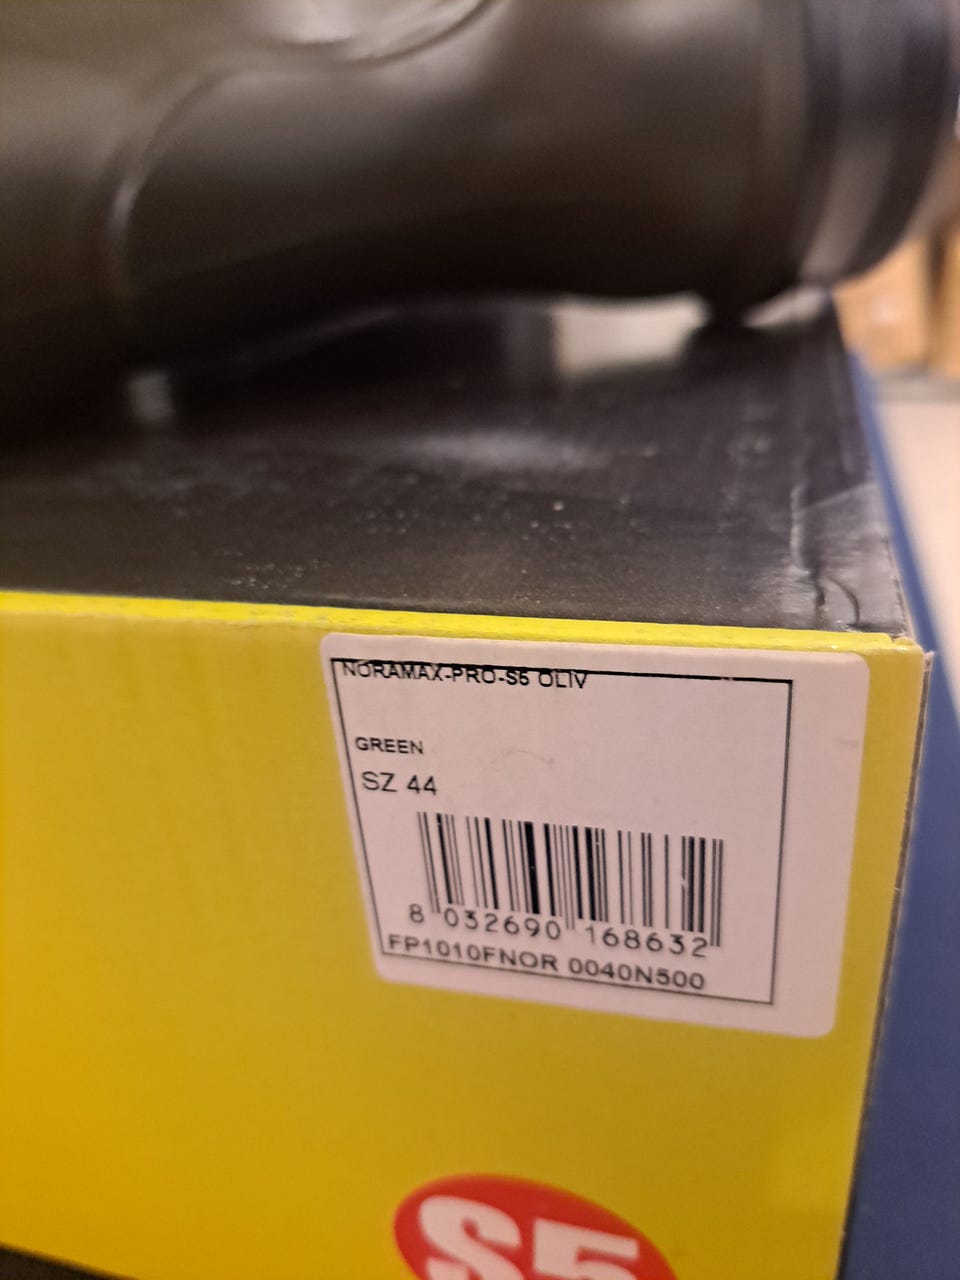 NORAMAX-PRO-S5 OLIV
GREEN
SZ 44
8 032690 168632
FP1010FNOR 0040N500
S5